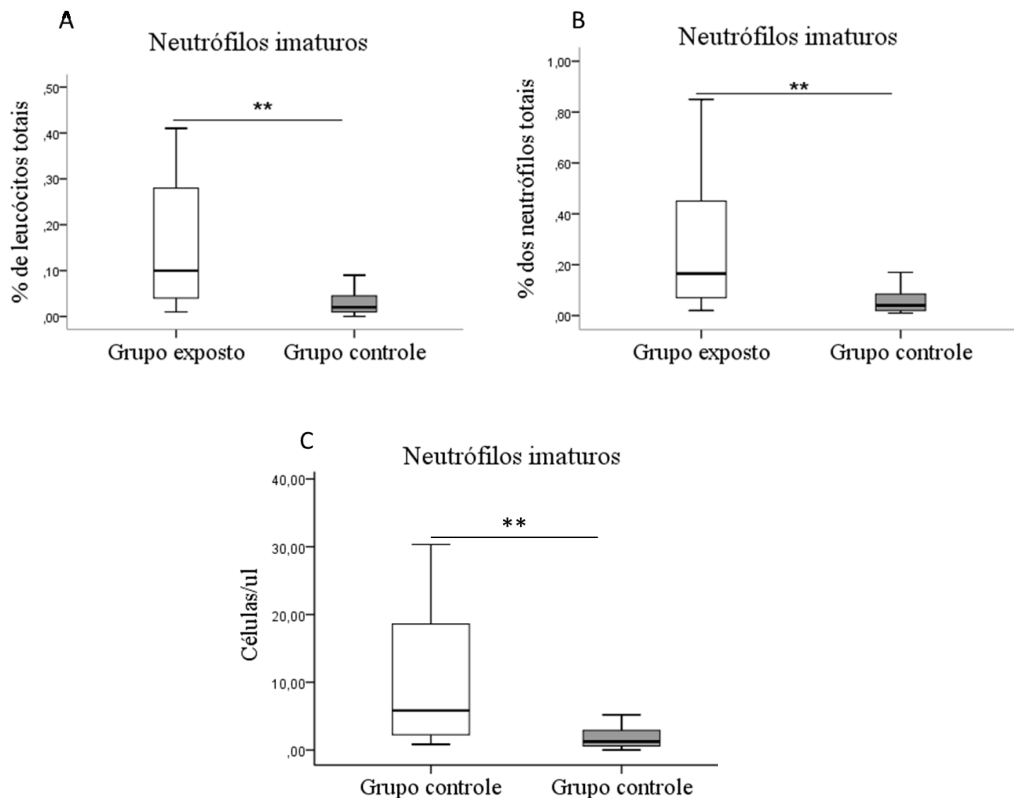 A
Neutrófilos imaturos
% de leucócitos totais
,50
,40
,30
,20
,10
,00
**
Grupo exposto
Grupo controle
B
Neutrófilos imaturos
% dos neutrófilos totais
1,00
,80
,60
,40
,20
,00
**
Grupo exposto
Grupo controle
C
Neutrófilos imaturos
Células/ul
40,00
30,00
20,00
10,00
,00
**
Grupo controle
Grupo controle